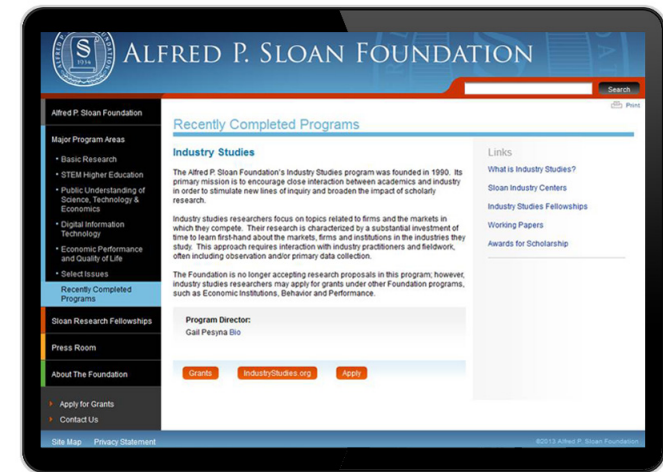 1934
ALFRED P. SLOAN FOUNDATION
Search
Print
Alfred P. Sloan Foundation
Major Program Areas
• Basic Research
• STEM Higher Education
• Public Understanding of
Science, Technology &
Economics
• Digital Information
Technology
• Economic Performance
and Quality of Life
• Select Issues
Recently Completed
Programs
Sloan Research Fellowships
Press Room
About The Foundation
Apply for Grants
Contact Us
Recently Completed Programs
Industry Studies
The Alfred P. Sloan Foundation's Industry Studies program was founded in 1990. Its
primary mission is to encourage close interaction between academics and industry
in order to stimulate new lines of inquiry and broaden the impact of scholarly
research.
Industry studies researchers focus on topics related to firms and the markets in
which they compete. Their research is characterized by a substantial investment of
time to learn first-hand about the markets, firms and institutions in the industries they
study. This approach requires interaction with industry practitioners and fieldwork,
often including observation and/or primary data collection.
The Foundation is no longer accepting research proposals in this program; however,
industry studies researchers may apply for grants under other Foundation programs,
such as Economic Institutions, Behavior and Performance.
Program Director:
Gail Pesyna Bio
Grants
IndustryStudies.org
Apply
Links
What is Industry Studies?
Sloan Industry Centers
Industry Studies Fellowships
Working Papers
Awards for Scholarship
Site Map Privacy Statement
©2013 Alfred P. Sloan Foundation